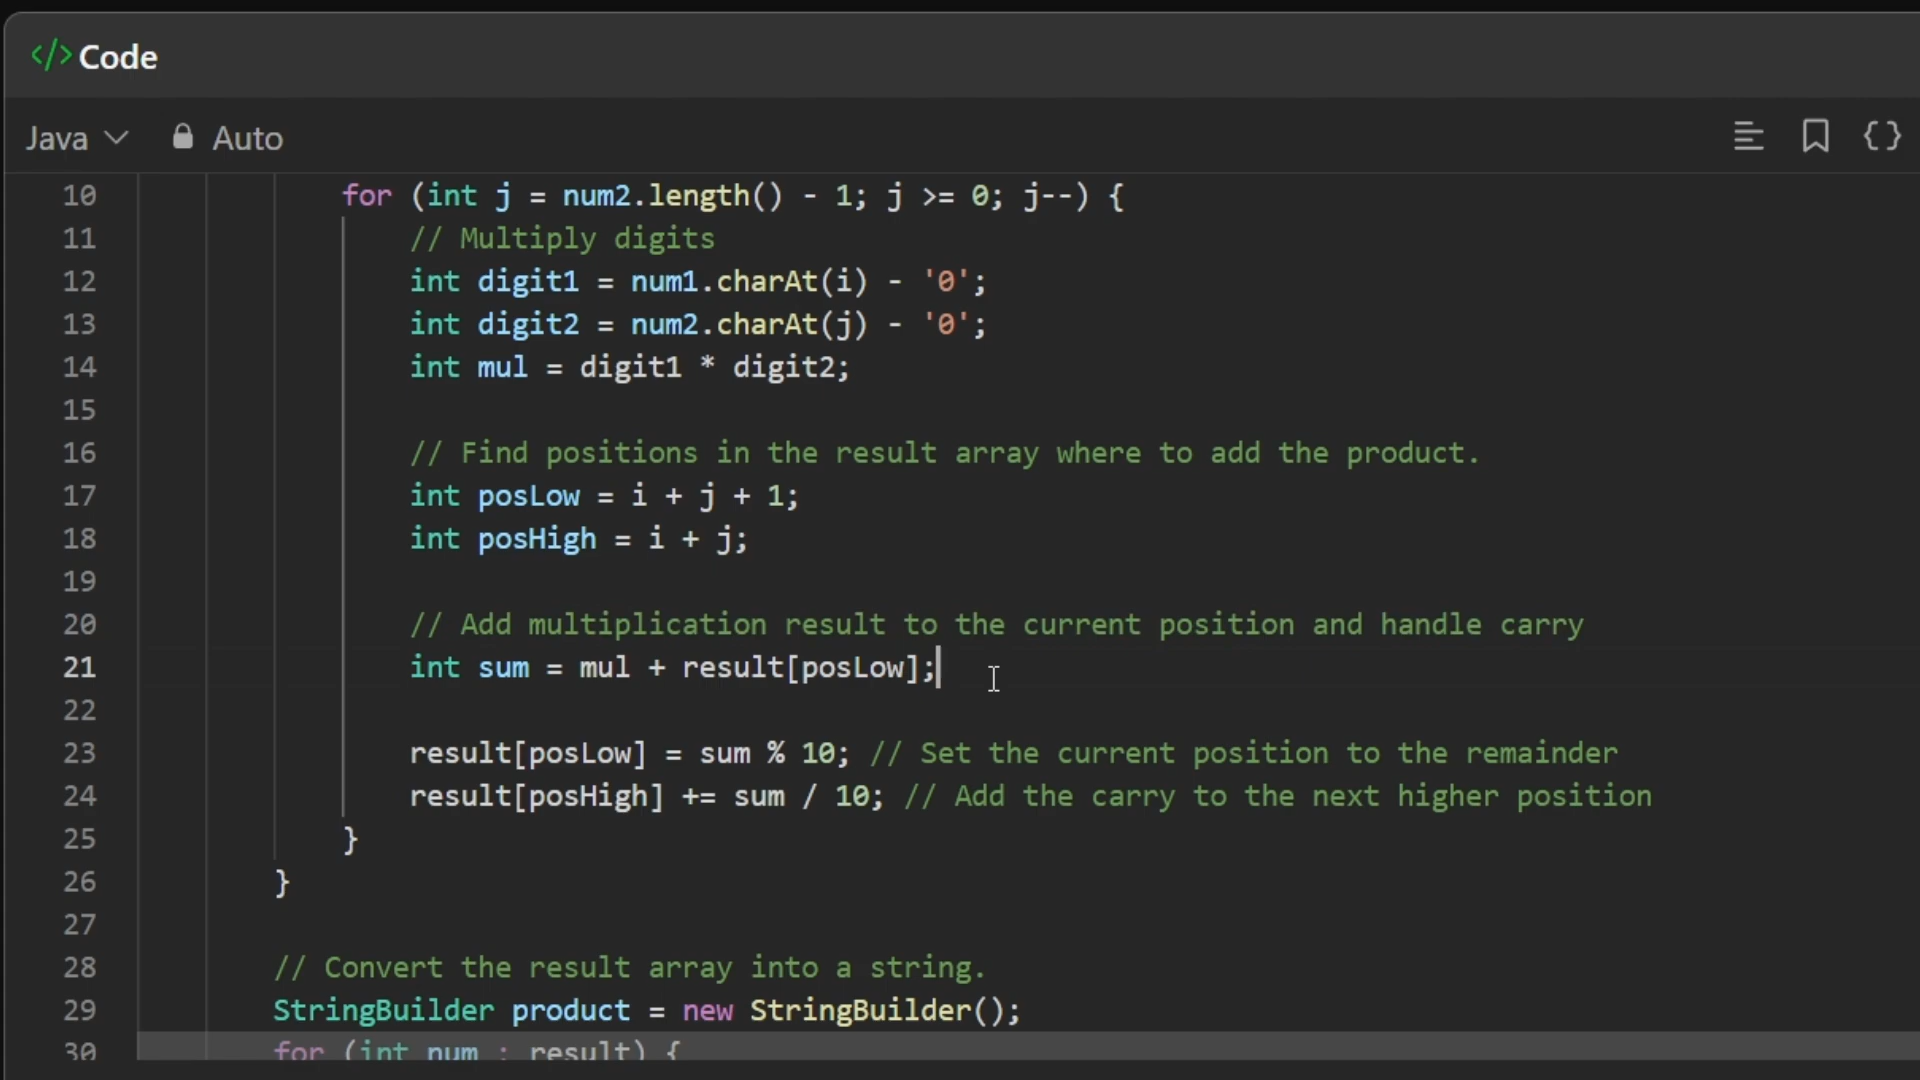 </> Code
Java Auto {}
10 for (int j = num2.length() - 1; j >= 0; j--) {
11 // Multiply digits
12 int digit1 = num1.charAt(i) - '0';
13 int digit2 = num2.charAt(j) - '0';
14 int mul = digit1 * digit2;
15
16 // Find positions in the result array where to add the product.
17 int posLow = i + j + 1;
18 int posHigh = i + j;
19
20 // Add multiplication result to the current position and handle carry
21 int sum = mul + result[posLow];
22
23 result[posLow] = sum % 10; // Set the current position to the remainder
24 result[posHigh] += sum / 10; // Add the carry to the next higher position
25 }
26 }
27
28 // Convert the result array into a string.
29 StringBuilder product = new StringBuilder();
30 for (int num : result) {